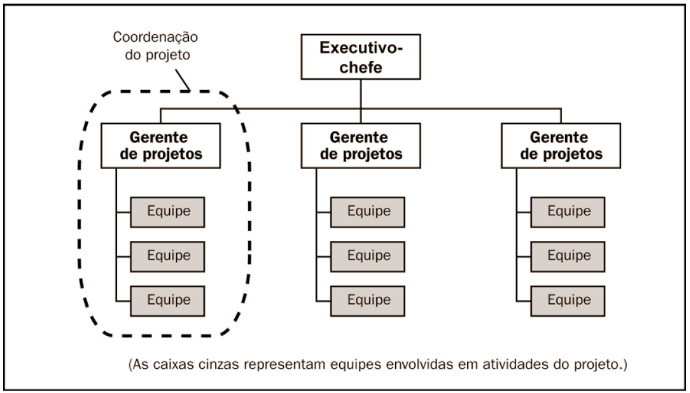 Coordenação
do projeto
Executivo-
chefe
Gerente
de projetos
Gerente
de projetos
Gerente
de projetos
Equipe
Equipe
Equipe
Equipe
Equipe
Equipe
Equipe
Equipe
Equipe
(As caixas cinzas representam equipes envolvidas em atividades do projeto.)